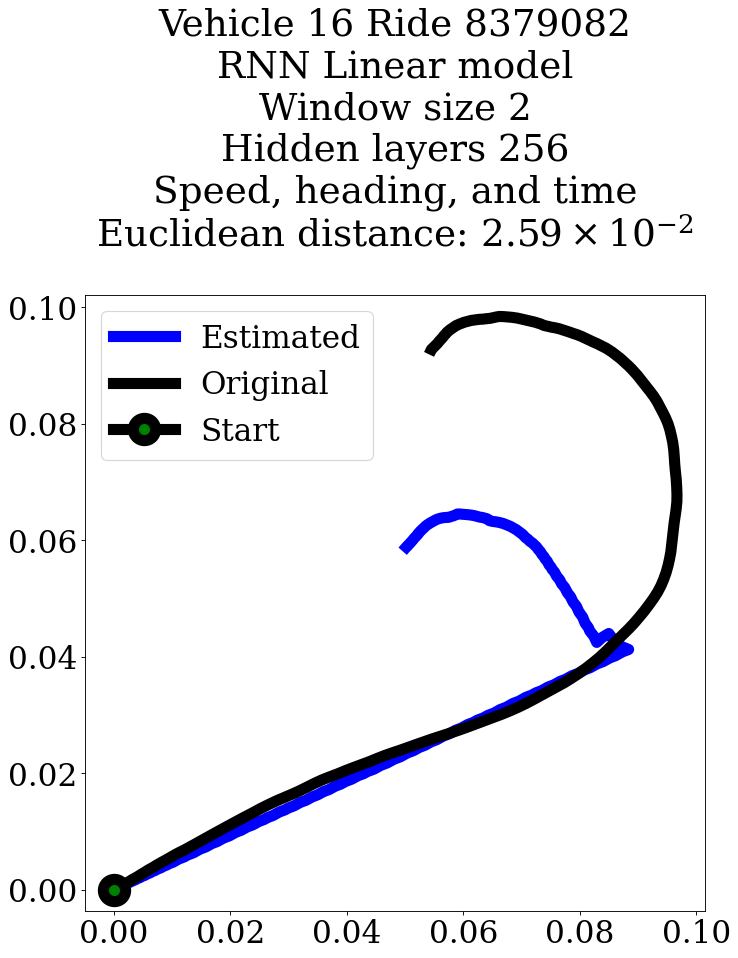 Vehicle 16 Ride 8379082
RNN Linear model
Window size 2
Hidden layers 256
Speed, heading, and time
Euclidean distance: 2.59 × 10⁻²
Estimated
Original
Start
0.10
0.08
0.06
0.04
0.02
0.00
0.00 0.02 0.04 0.06 0.08 0.10